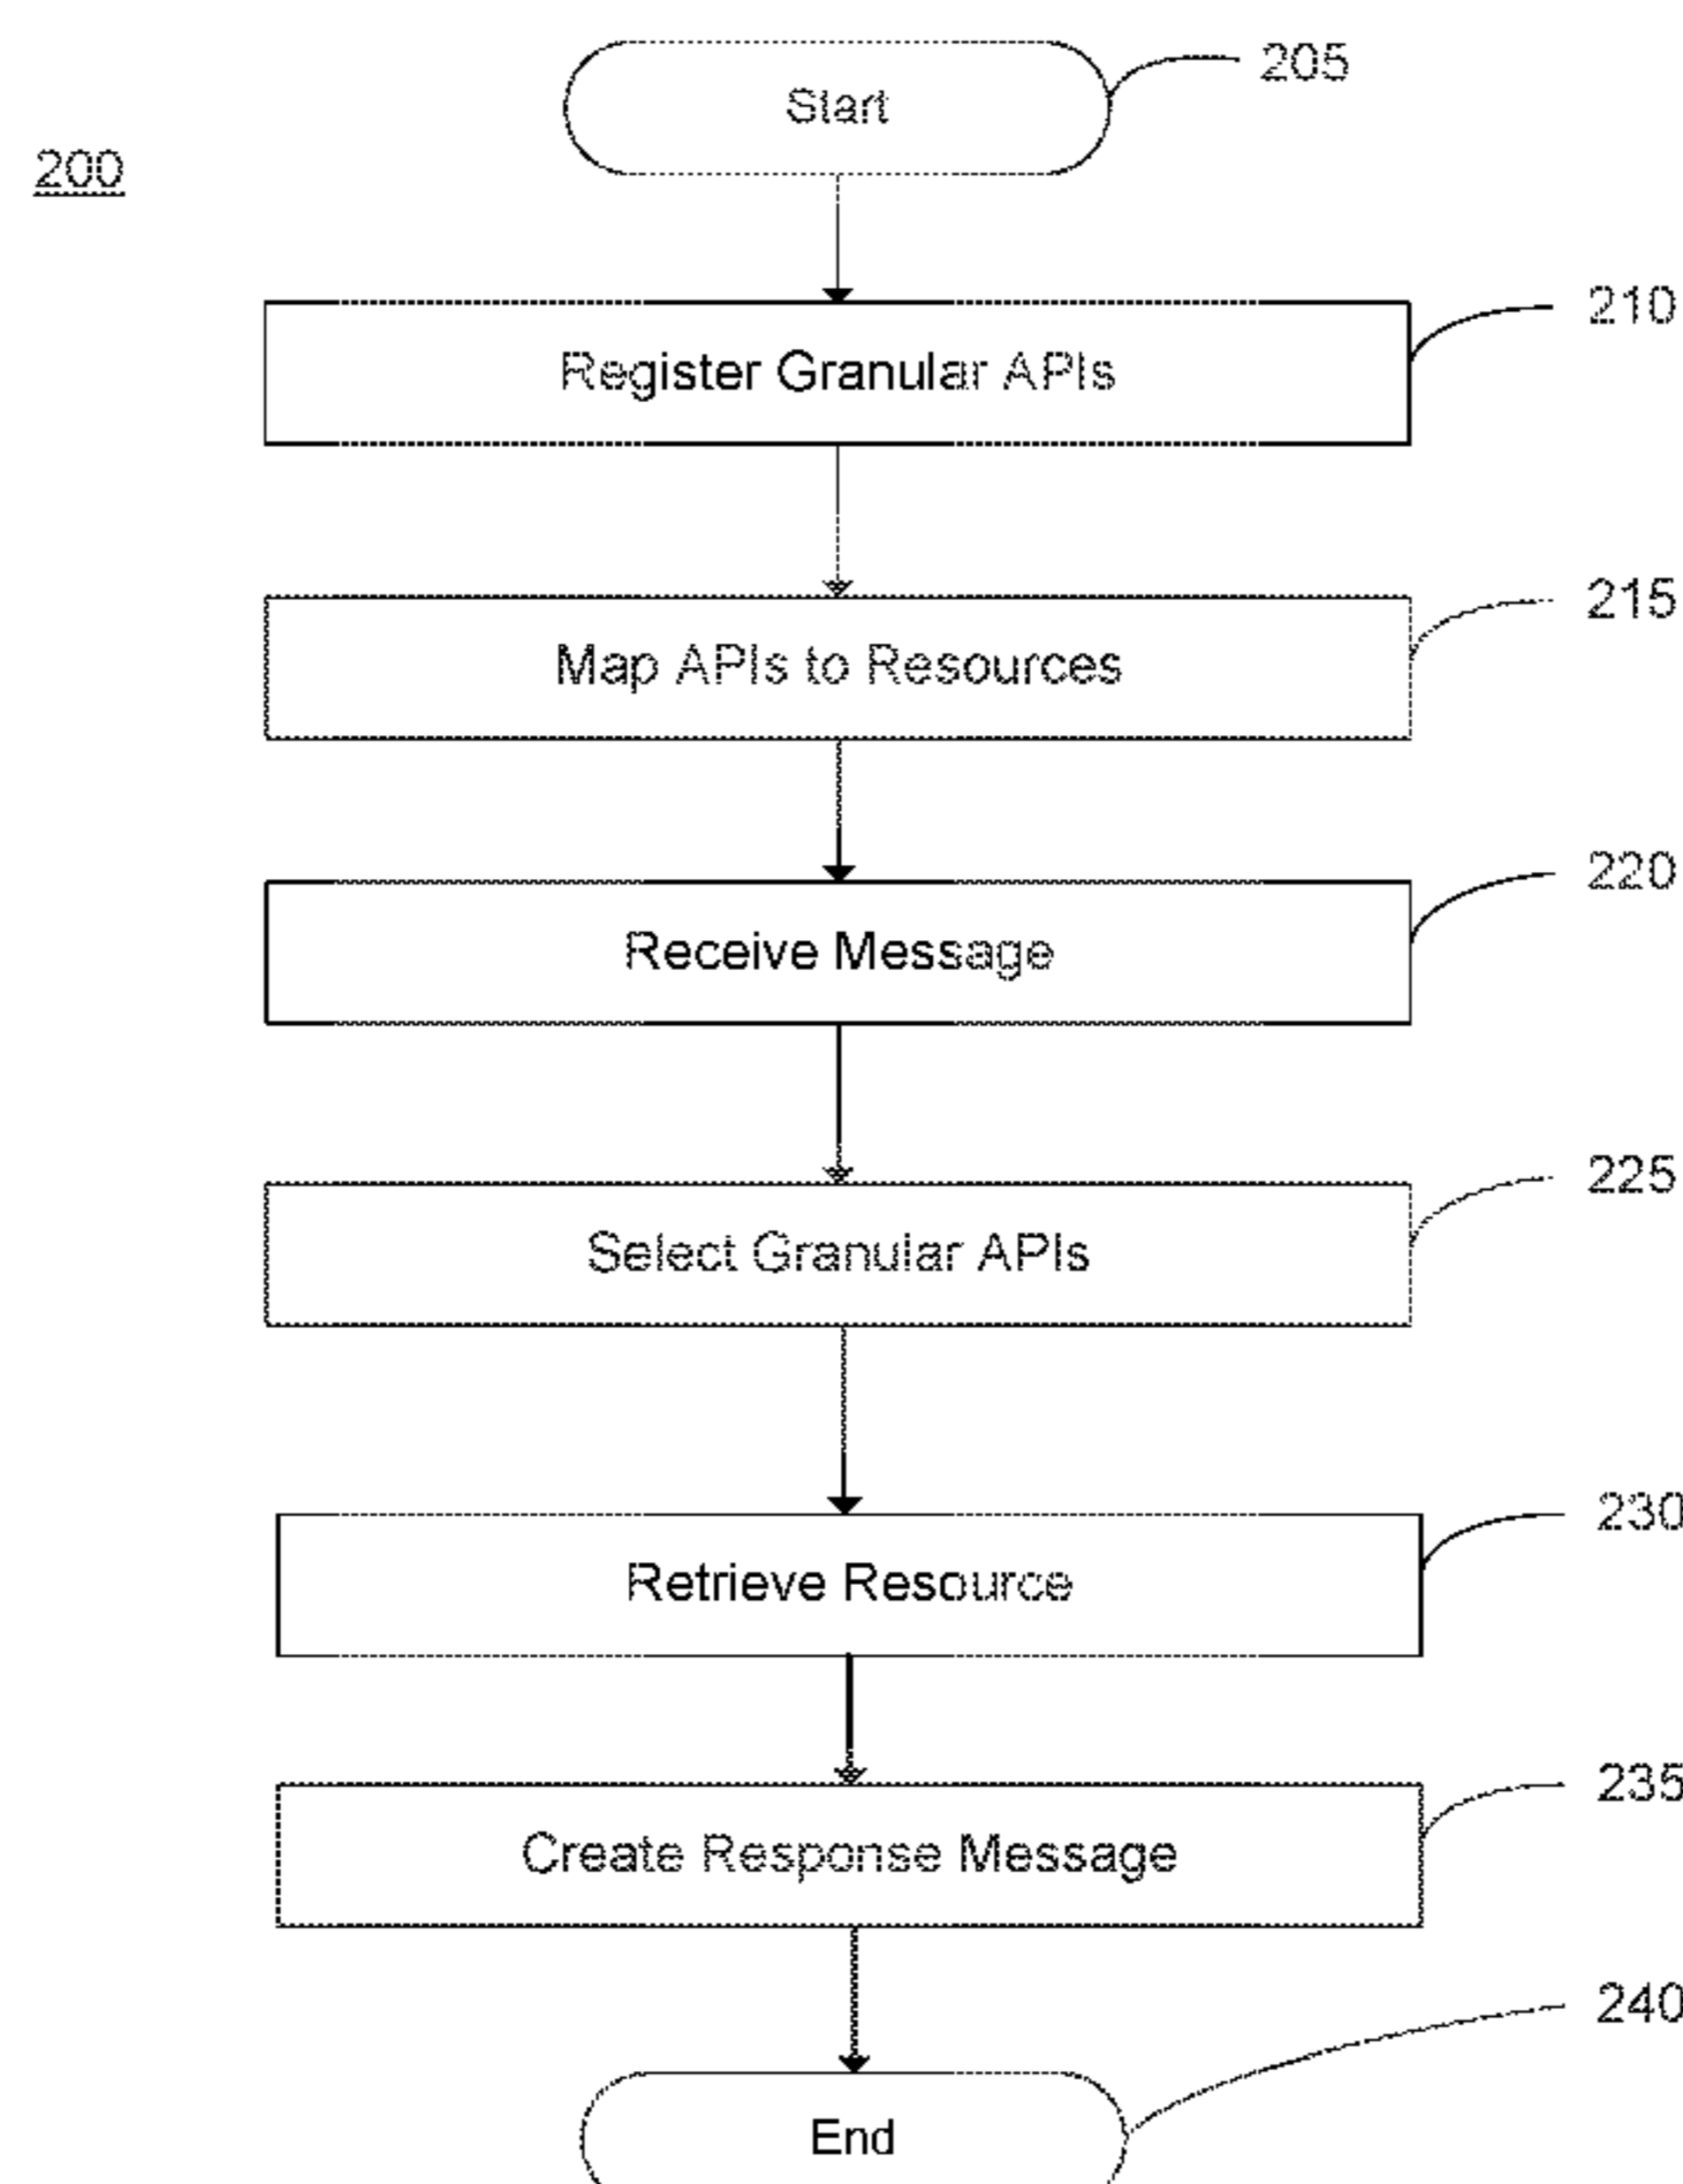 205
Start
200
210
Register Granular APIs
215
Map APIs to Resources
220
Receive Message
225
Select Granular APIs
230
Retrieve Resource
235
Create Response Message
240
End